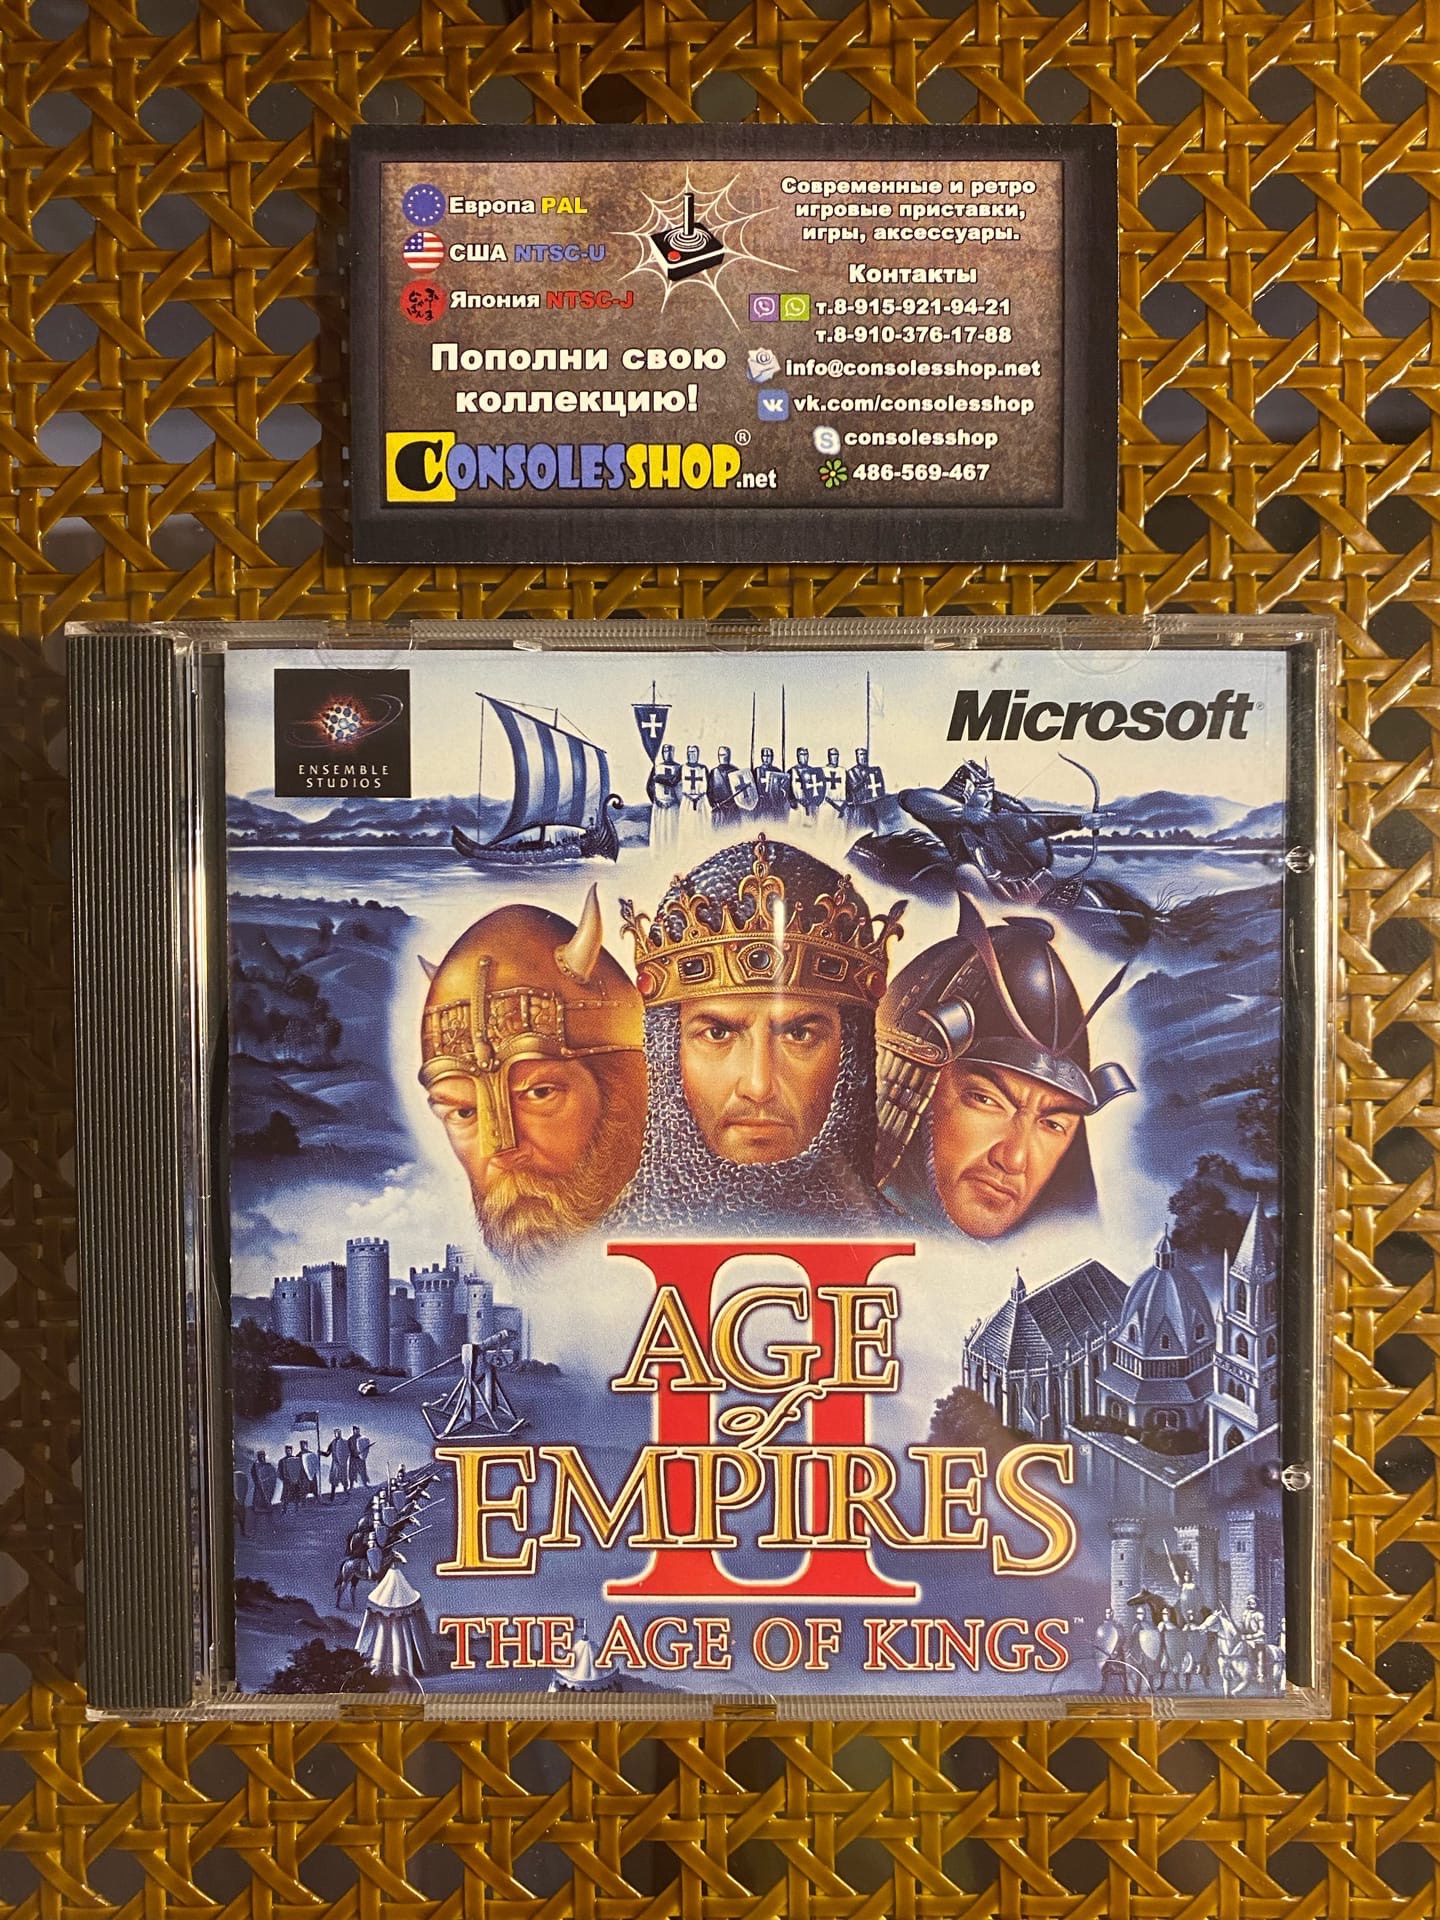 Европа PAL
США NTSC-U
Япония NTSC-J
Пополни свою
коллекцию!
CONSOLESSHOP®.net
Современные и ретро
игровые приставки,
игры, аксессуары.
Контакты
т.8-915-921-94-21
т.8-910-376-17-88
info@consolesshop.net
vk.com/consolesshop
consolesshop
486-569-467
ENSEMBLE
STUDIOS
Microsoft®
II
AGE
of
EMPIRES®
THE AGE OF KINGS™